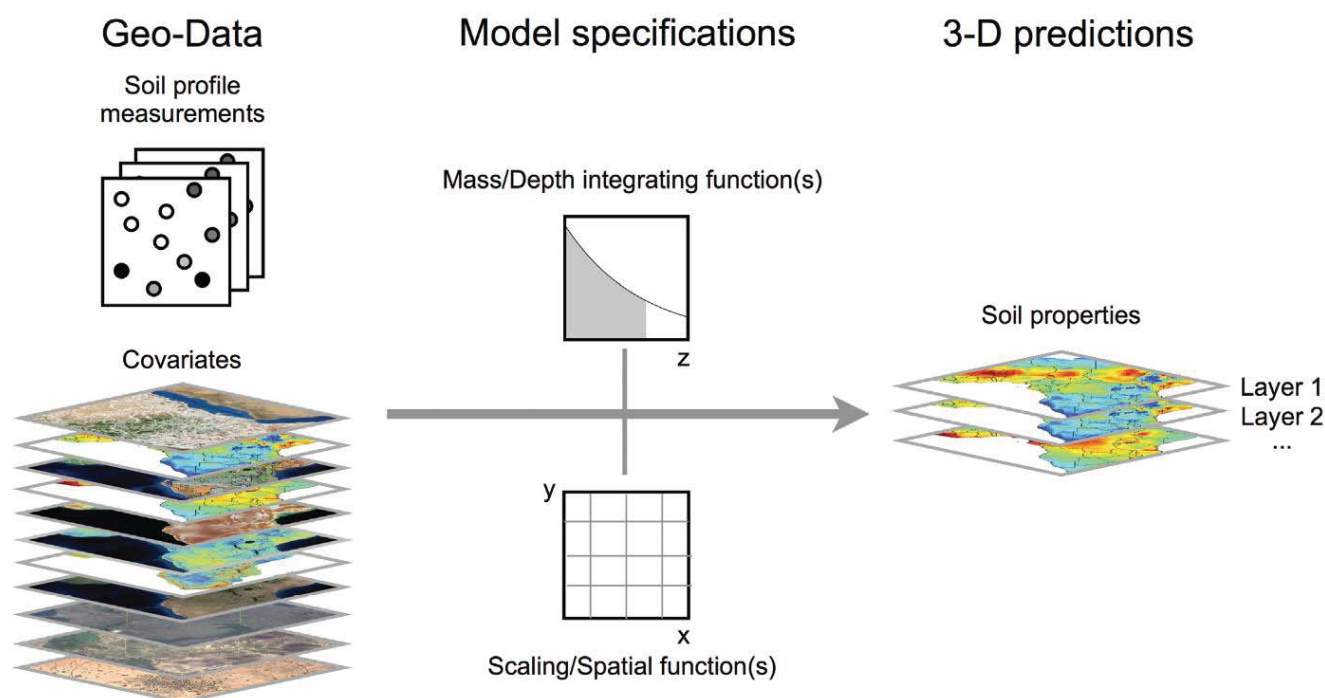 Geo-Data
Soil profile
measurements
Covariates
Model specifications
Mass/Depth integrating function(s)
z
y
x
Scaling/Spatial function(s)
3-D predictions
Soil properties
Layer 1
Layer 2
...